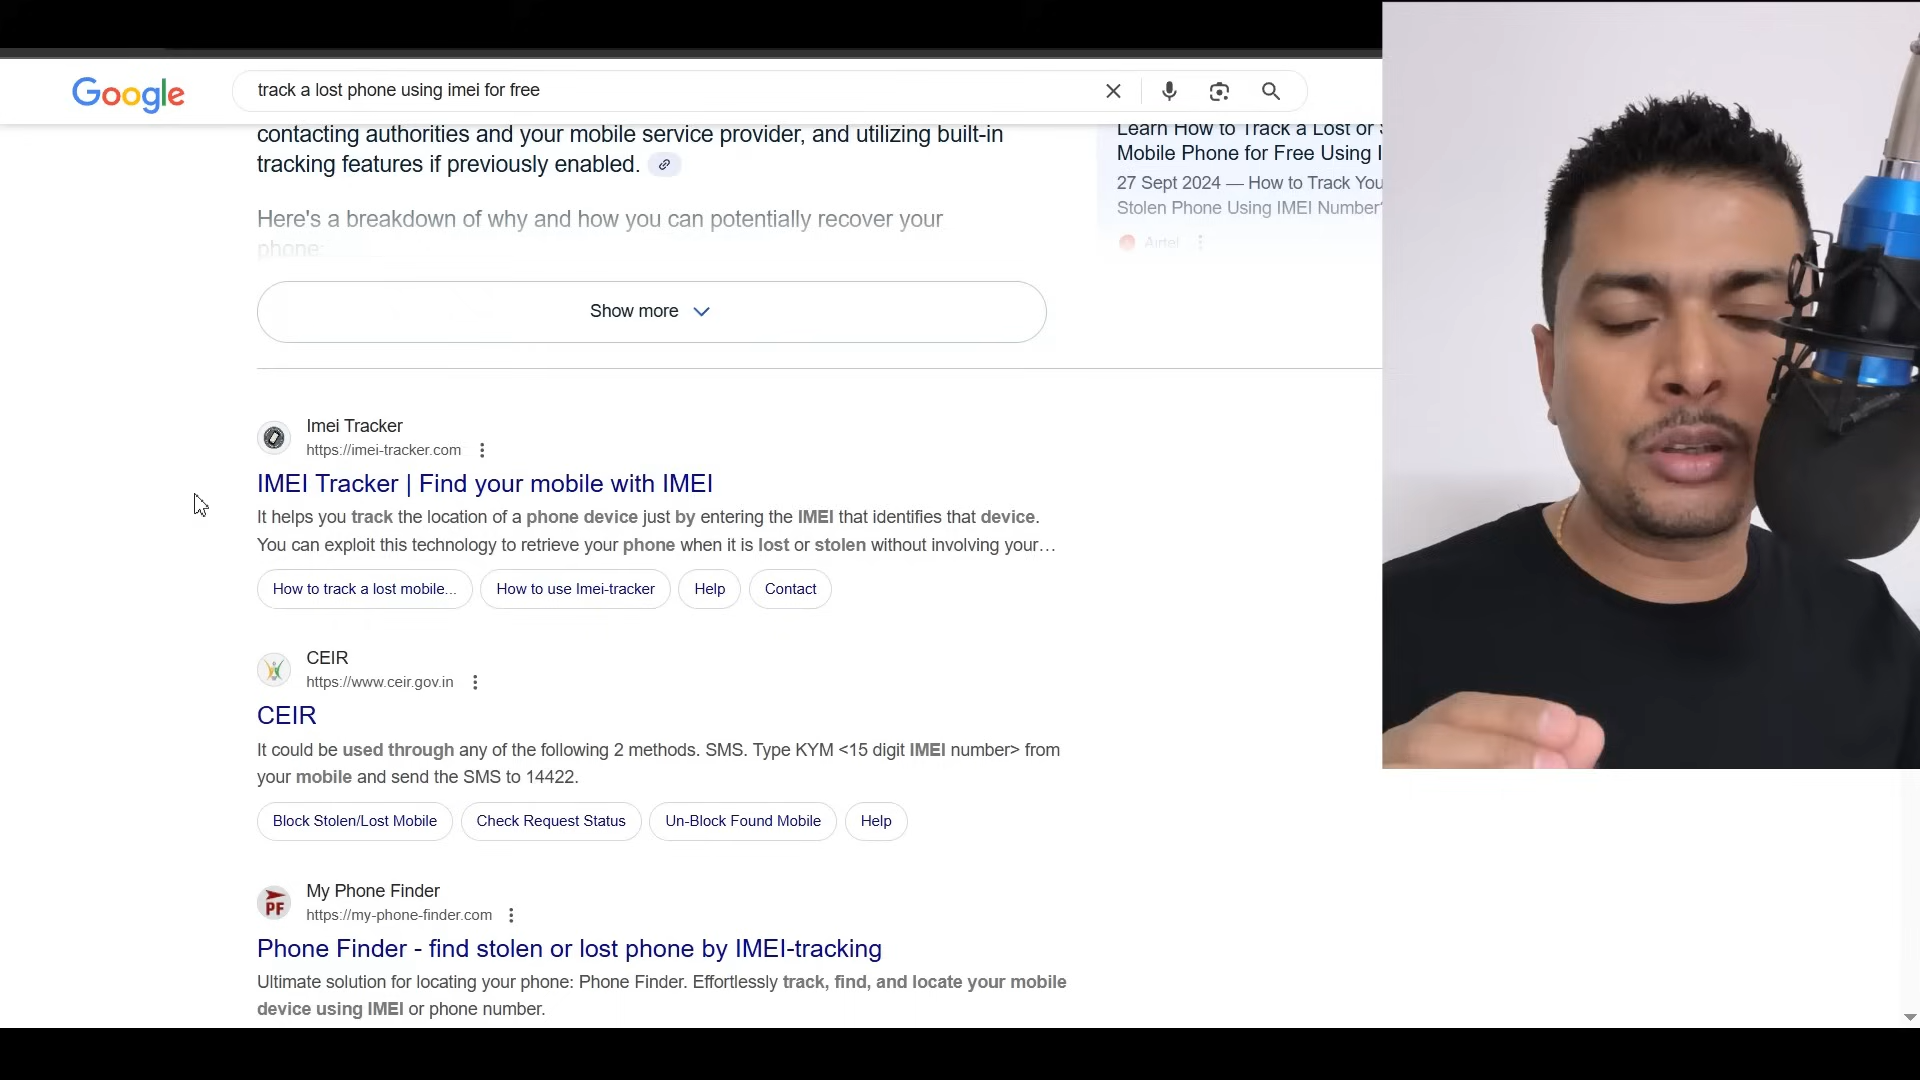 Google
track a lost phone using imei for free
contacting authorities and your mobile service provider, and utilizing built-in
tracking features if previously enabled.
Here's a breakdown of why and how you can potentially recover your
phone:
Show more
Learn How to Track a Lost or
Mobile Phone for Free Using
27 Sept 2024 — How to Track You
Stolen Phone Using IMEI Number
Airtel
Imei Tracker
https://imei-tracker.com
IMEI Tracker | Find your mobile with IMEI
It helps you track the location of a phone device just by entering the IMEI that identifies that device.
You can exploit this technology to retrieve your phone when it is lost or stolen without involving your…
How to track a lost mobile...
How to use Imei-tracker
Help
Contact
CEIR
https://www.ceir.gov.in
CEIR
It could be used through any of the following 2 methods. SMS. Type KYM <15 digit IMEI number> from
your mobile and send the SMS to 14422.
Block Stolen/Lost Mobile
Check Request Status
Un-Block Found Mobile
Help
PF
My Phone Finder
https://my-phone-finder.com
Phone Finder - find stolen or lost phone by IMEI-tracking
Ultimate solution for locating your phone: Phone Finder. Effortlessly track, find, and locate your mobile
device using IMEI or phone number.